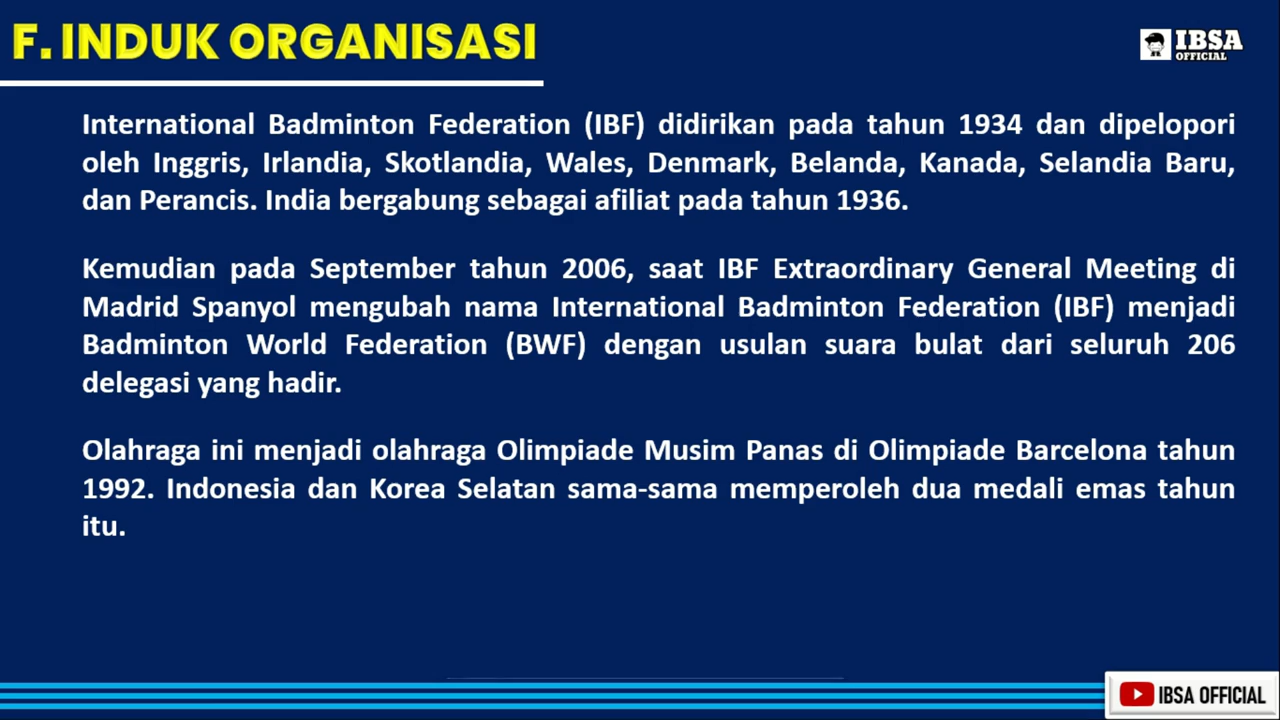 F. INDUK ORGANISASI
IBSA
OFFICIAL
International Badminton Federation (IBF) didirikan pada tahun 1934 dan dipelopori
oleh Inggris, Irlandia, Skotlandia, Wales, Denmark, Belanda, Kanada, Selandia Baru,
dan Perancis. India bergabung sebagai afiliat pada tahun 1936.
Kemudian pada September tahun 2006, saat IBF Extraordinary General Meeting di
Madrid Spanyol mengubah nama International Badminton Federation (IBF) menjadi
Badminton World Federation (BWF) dengan usulan suara bulat dari seluruh 206
delegasi yang hadir.
Olahraga ini menjadi olahraga Olimpiade Musim Panas di Olimpiade Barcelona tahun
1992. Indonesia dan Korea Selatan sama-sama memperoleh dua medali emas tahun
itu.
IBSA OFFICIAL